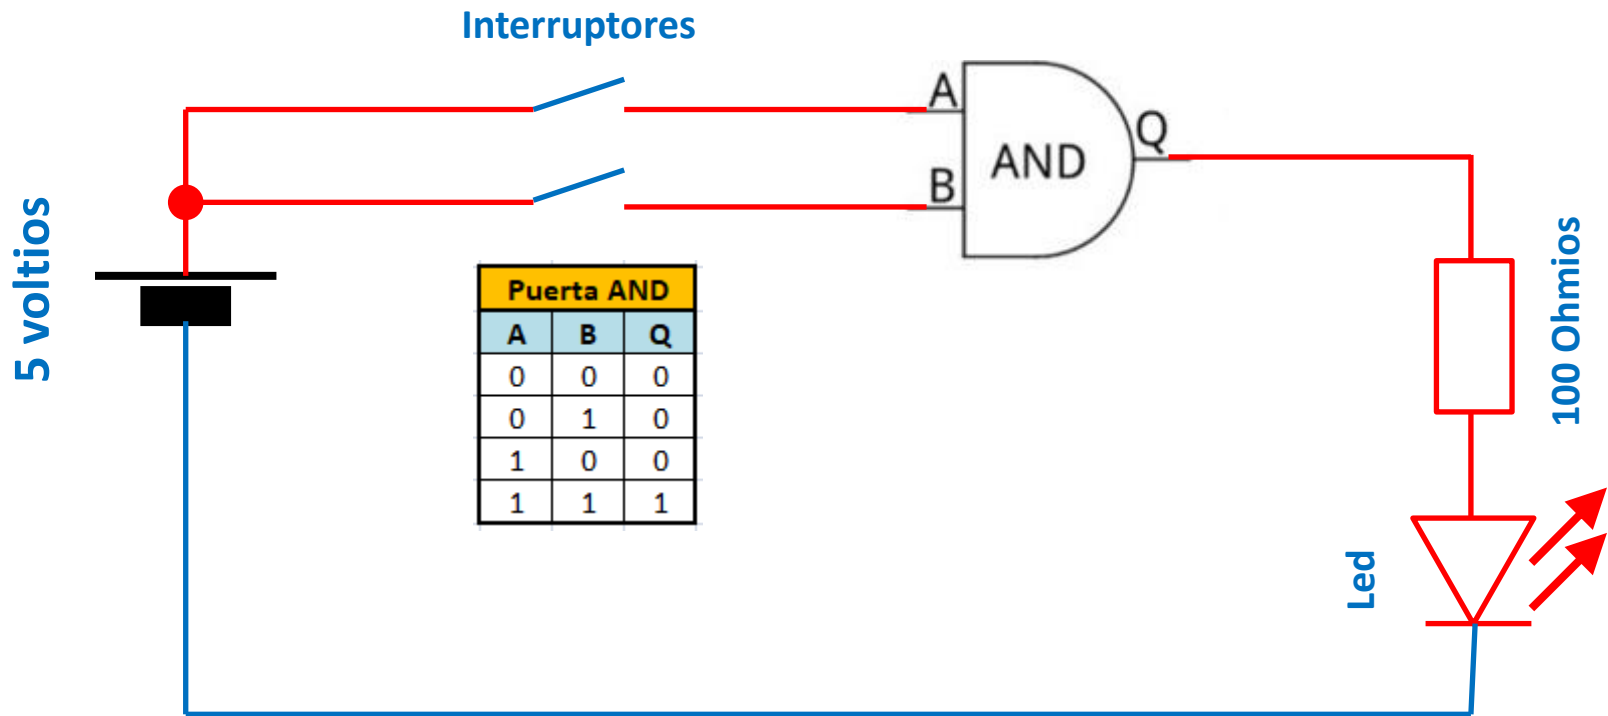 Interruptores
A
B
AND
Q
5 voltios
Puerta AND
A B Q
0 0 0
0 1 0
1 0 0
1 1 1
100 Ohmios
Led